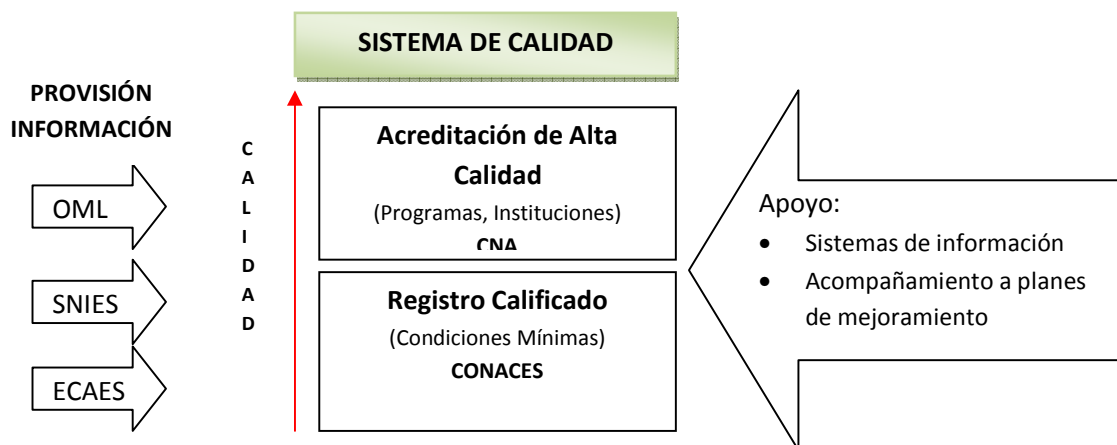 SISTEMA DE CALIDAD
PROVISIÓN
INFORMACIÓN
OML
SNIES
ECAES
C
A
L
I
D
A
D
Acreditación de Alta
Calidad
(Programas, Instituciones)
CNA
Registro Calificado
(Condiciones Mínimas)
CONACES
Apoyo:
• Sistemas de información
• Acompañamiento a planes
de mejoramiento